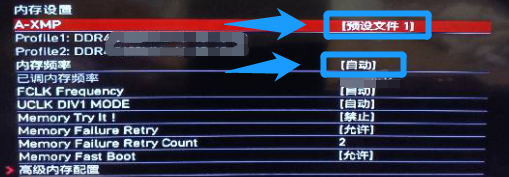 内存设置
A-XMP [预设文件 1]
Profile1: DDR4
Profile2: DDR
内存频率 [自动]
已调内存频率
FCLK Frequency [自动]
UCLK DIV1 MODE [自动]
Memory Try It ! [禁止]
Memory Failure Retry [允许]
Memory Failure Retry Count 2
Memory Fast Boot [允许]
高级内存配置